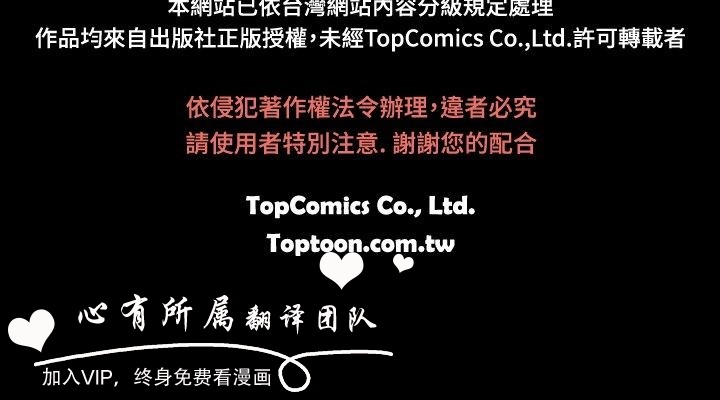 本網站已依台灣網站內容分級規定處理
作品均來自出版社正版授權，未經TopComics Co.,Ltd.許可轉載者
依侵犯著作權法令辦理，違者必究
請使用者特別注意. 謝謝您的配合
TopComics Co., Ltd.
Toptoon.com.tw
心有所属翻译团队
加入VIP，终身免费看漫画